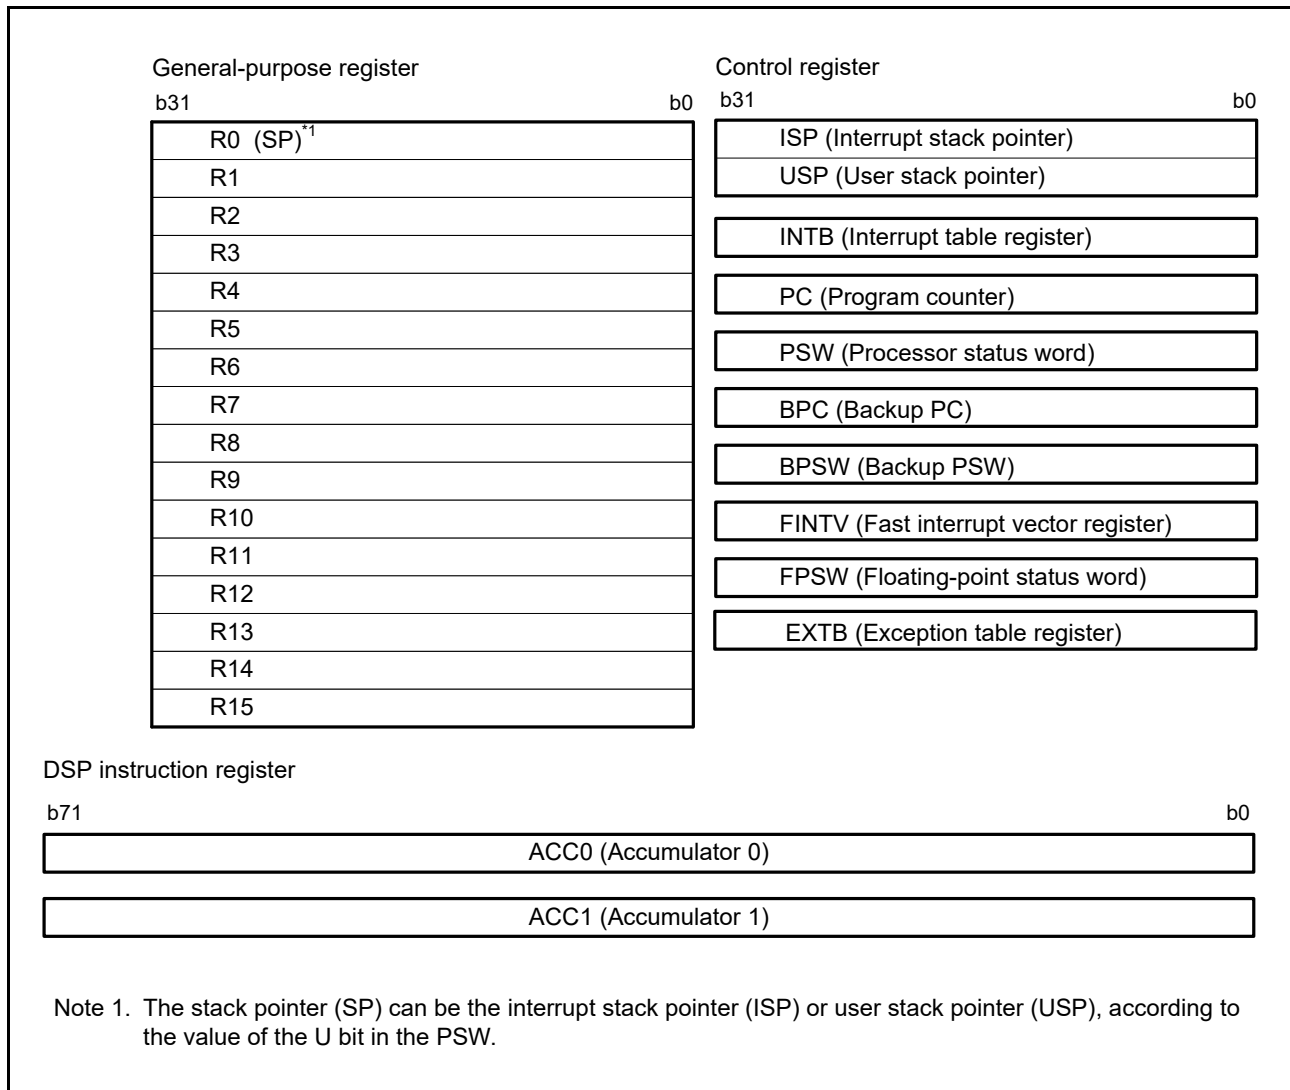 General-purpose register
b31 b0
R0 (SP)*1
R1
R2
R3
R4
R5
R6
R7
R8
R9
R10
R11
R12
R13
R14
R15
Control register
b31 b0
ISP (Interrupt stack pointer)
USP (User stack pointer)
INTB (Interrupt table register)
PC (Program counter)
PSW (Processor status word)
BPC (Backup PC)
BPSW (Backup PSW)
FINTV (Fast interrupt vector register)
FPSW (Floating-point status word)
EXTB (Exception table register)
DSP instruction register
b71 b0
ACC0 (Accumulator 0)
ACC1 (Accumulator 1)
Note 1. The stack pointer (SP) can be the interrupt stack pointer (ISP) or user stack pointer (USP), according to
the value of the U bit in the PSW.